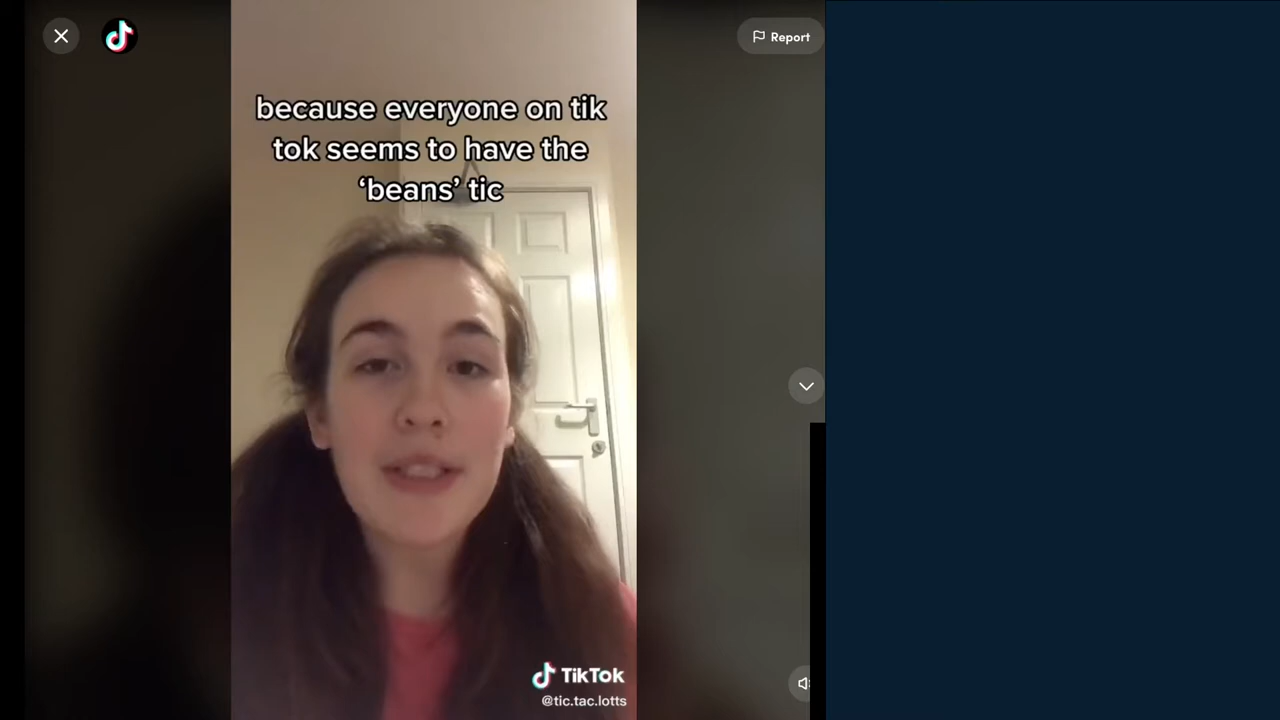 Report
because everyone on tik
tok seems to have the
‘beans’ tic
TikTok
@tic.tac.lotts